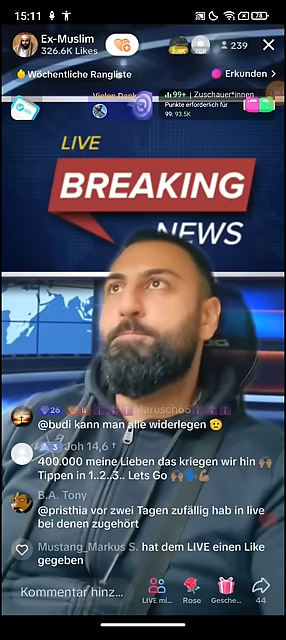 15:11
78
Ex-Muslim
326.6K Likes
239
Wöchentliche Rangliste
Erkunden >
Vielen Dank
99+ | Zuschauer*innen
Punkte erforderlich für
99: 93.5K
LIVE
BREAKING
NEWS
26 Marusch65
@budi kann man alle widerlegen
3 Joh 14,6 †
400.000 meine Lieben das kriegen wir hin
Tippen in 1..2..3.. Lets Go
B.A. Tony
@pristhia vor zwei Tagen zufällig hab in live
bei denen zugehört
Mustang_Markus S. hat dem LIVE einen Like
gegeben
Kommentar hinz...
LIVE mi...
Rose
Gesche...
44